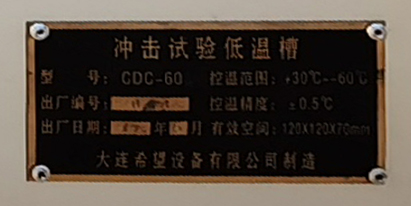 冲击试验低温槽
型 号: CDC-60 控温范围: +30℃~-60℃
出厂编号: 控温精度: ±0.5℃
出厂日期: 年 月 有效空间: 120X120X70mm
大连希望设备有限公司制造